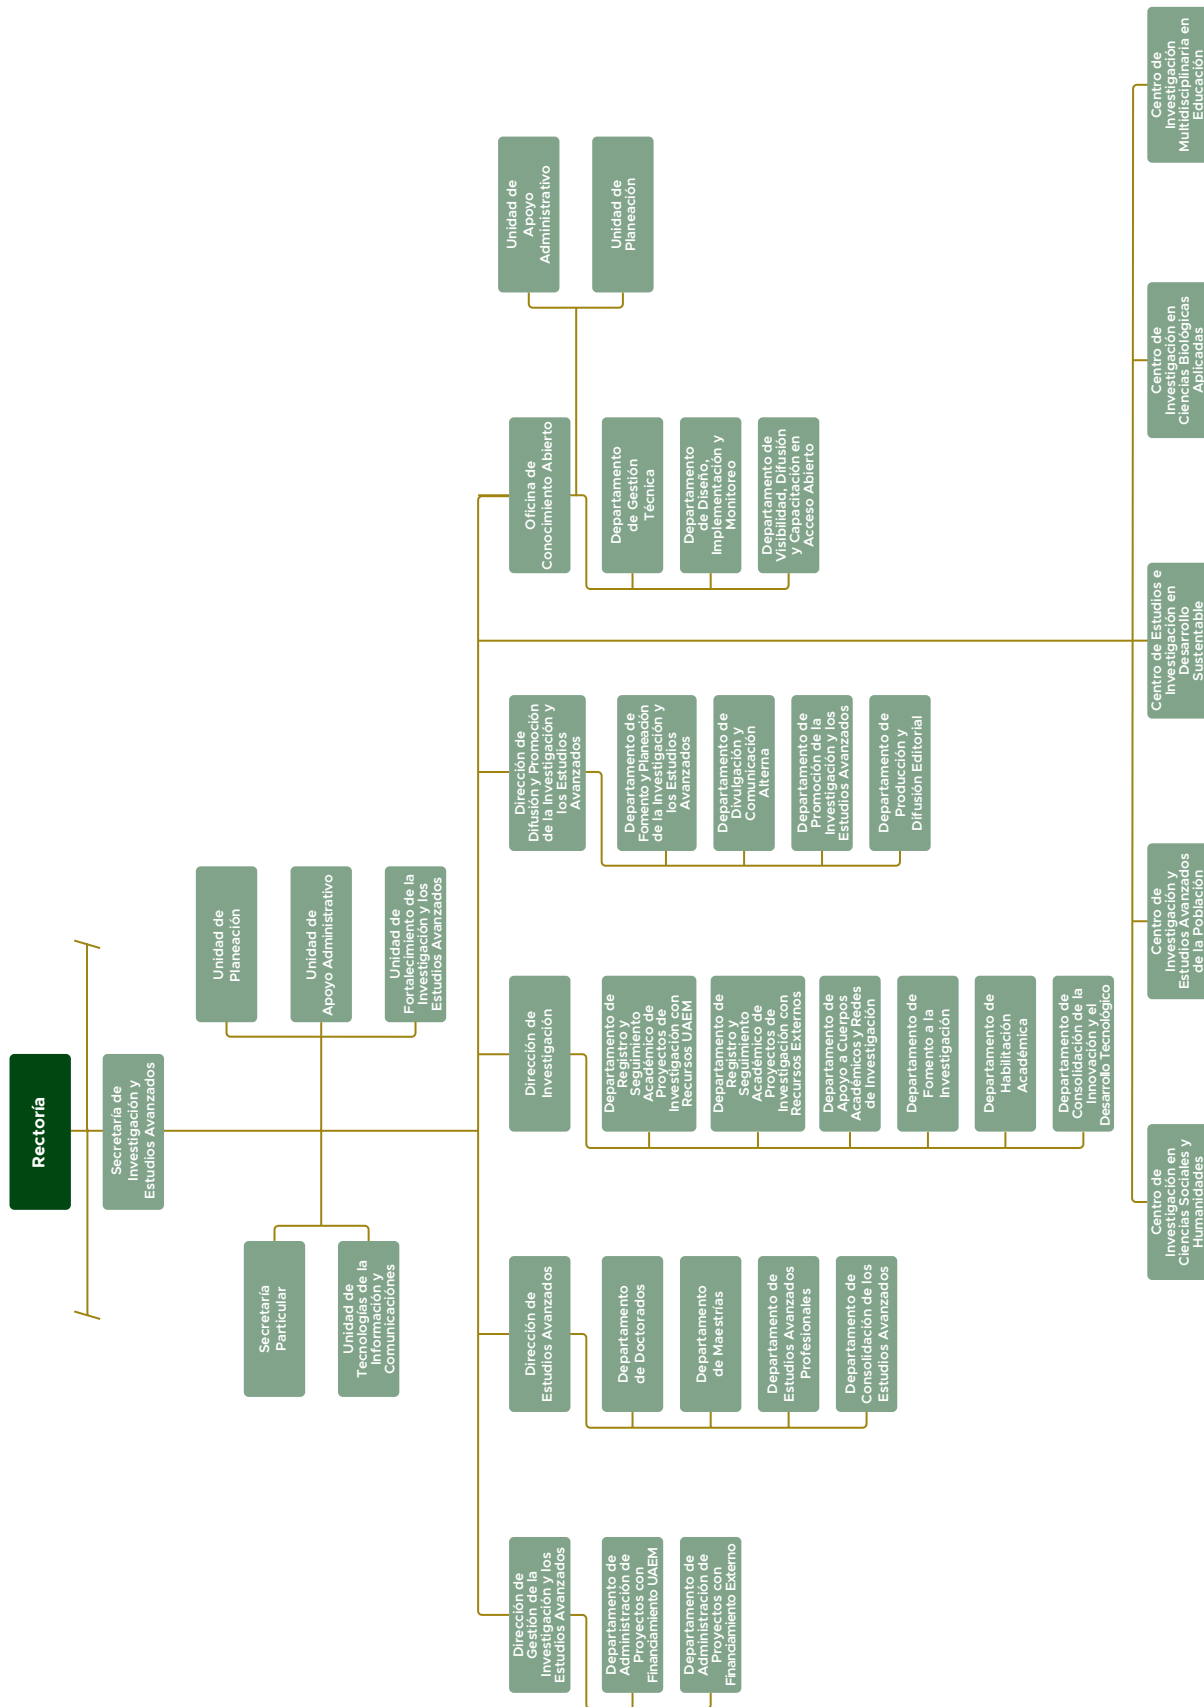 Rectoría
Secretaría de
Investigación y
Estudios Avanzados
Secretaría
Particular
Unidad de
Tecnologías de la
Información y
Comunicaciónes
Unidad de
Planeación
Unidad de
Apoyo Administrativo
Unidad de
Fortalecimiento de la
Investigación y los
Estudios Avanzados
Dirección de
Gestión de la
Investigación y los
Estudios Avanzados
Departamento de
Administración de
Proyectos con
Financiamiento UAEM
Departamento de
Administración de
Proyectos con
Financiamiento Externo
Dirección de
Estudios Avanzados
Departamento
de Doctorados
Departamento
de Maestrías
Departamento de
Estudios Avanzados
Profesionales
Departamento de
Consolidación de los
Estudios Avanzados
Dirección de
Investigación
Departamento de
Registro y
Seguimiento
Académico de
Proyectos de
Investigación con
Recursos UAEM
Departamento de
Registro y
Seguimiento
Académico de
Proyectos de
Investigación con
Recursos Externos
Departamento de
Apoyo a Cuerpos
Académicos y Redes
de Investigación
Departamento de
Fomento a la
Investigación
Departamento de
Habilitación
Académica
Departamento de
Consolidación de la
Innovación y el
Desarrollo Tecnológico
Dirección de
Difusión y Promoción
de la Investigación y
los Estudios
Avanzados
Departamento de
Fomento y Planeación
de la Investigación y
los Estudios
Avanzados
Departamento de
Divulgación y
Comunicación
Alterna
Departamento de
Promoción de la
Investigación y los
Estudios Avanzados
Departamento de
Producción y
Difusión Editorial
Oficina de
Conocimiento Abierto
Unidad de
Apoyo
Administrativo
Unidad de
Planeación
Departamento
de Gestión
Técnica
Departamento
de Diseño,
Implementación y
Monitoreo
Departamento de
Visibilidad, Difusión
y Capacitación en
Acceso Abierto
Centro de
Investigación en
Ciencias Sociales y
Humanidades
Centro de
Investigación y
Estudios Avanzados
de la Población
Centro de Estudios e
Investigación en
Desarrollo
Sustentable
Centro de
Investigación en
Ciencias Biológicas
Aplicadas
Centro de
Investigación
Multidisciplinaria en
Educación